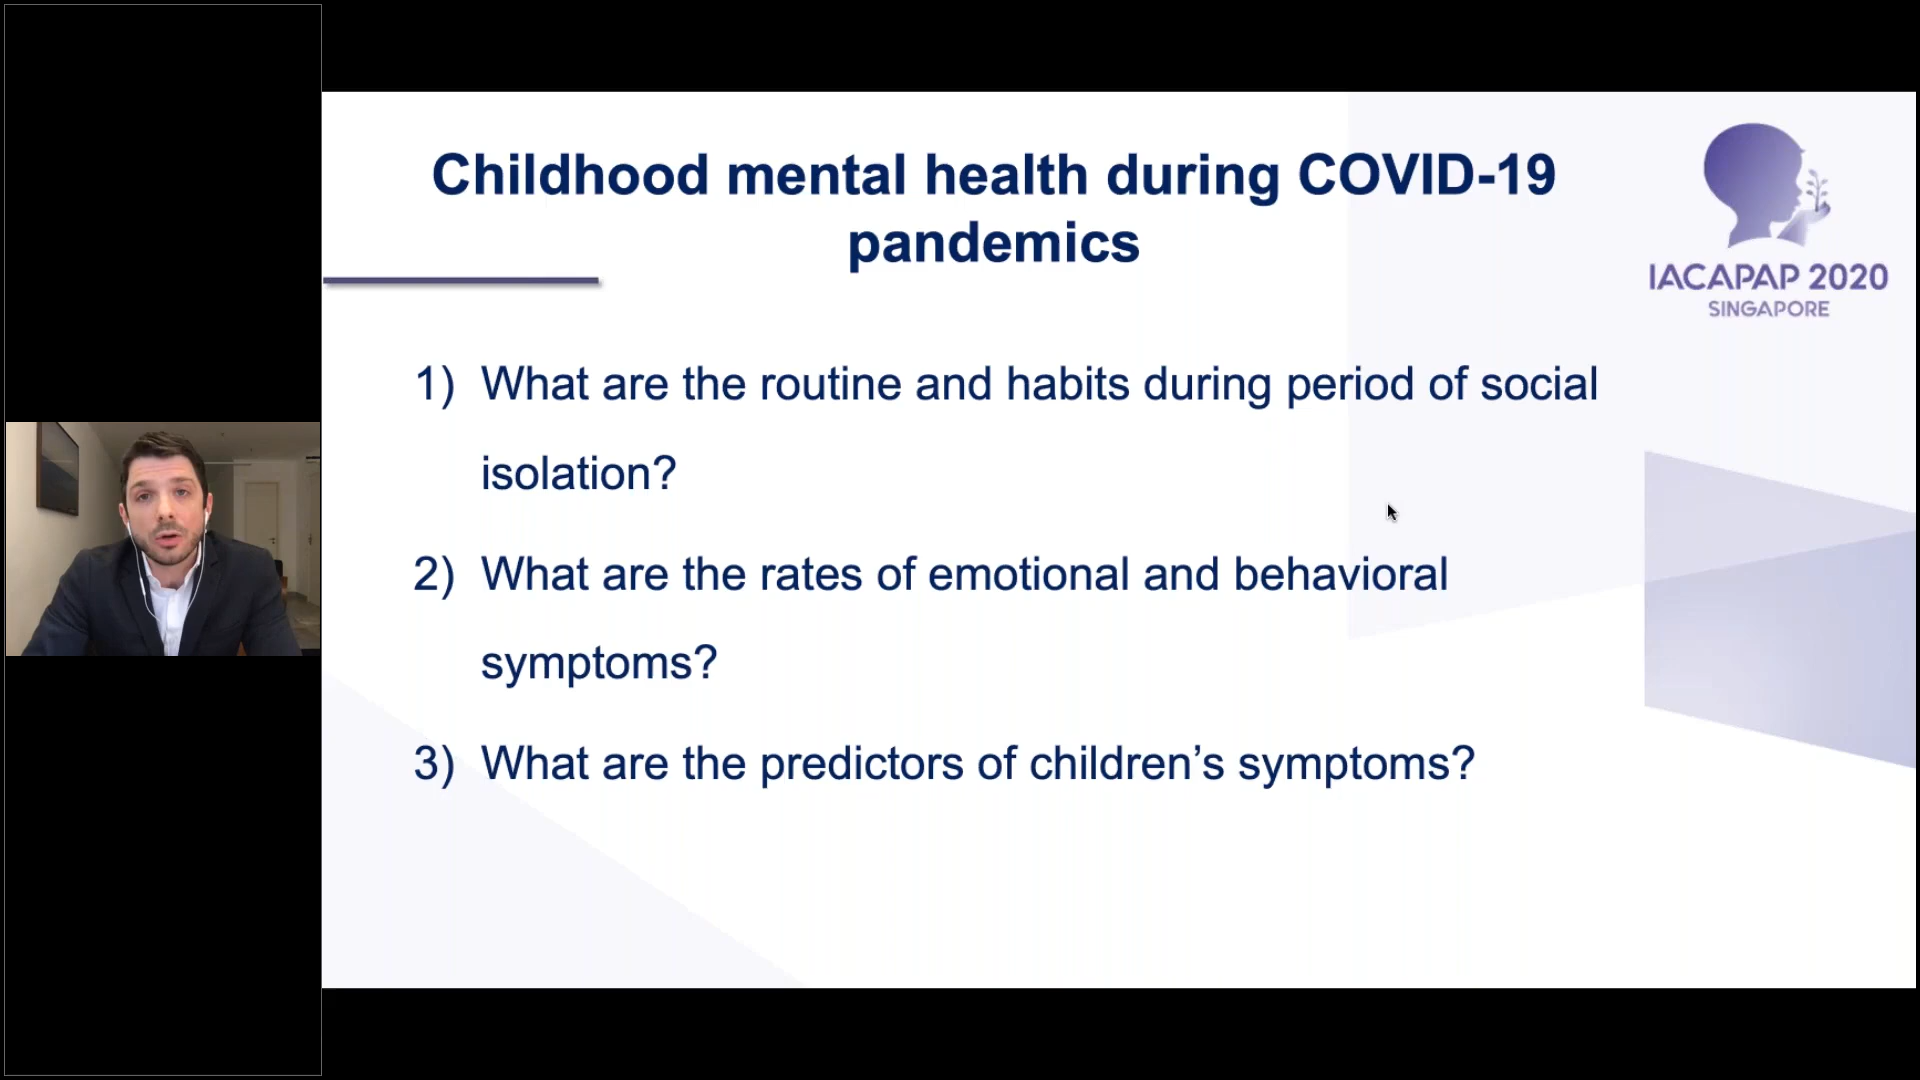 Childhood mental health during COVID-19
pandemics
IACAPAP 2020
SINGAPORE
1) What are the routine and habits during period of social
isolation?
2) What are the rates of emotional and behavioral
symptoms?
3) What are the predictors of children’s symptoms?